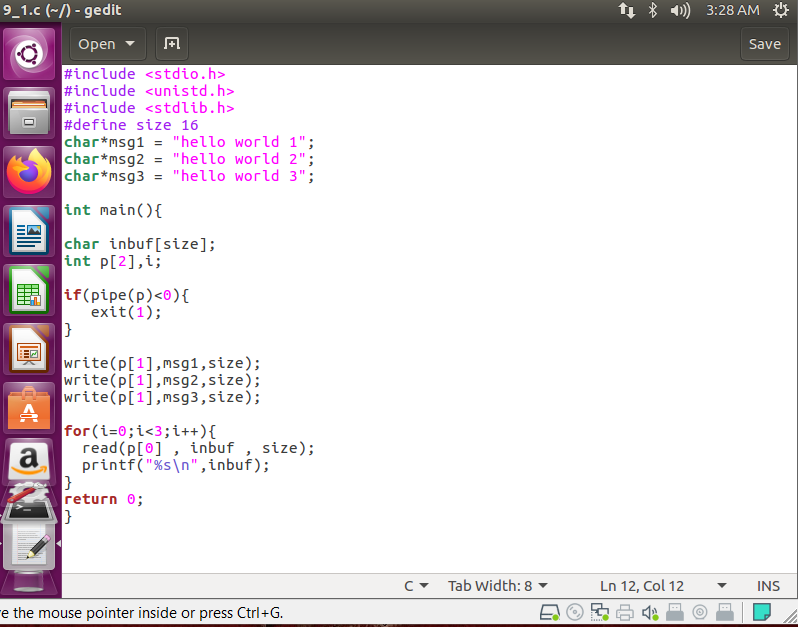 9_1.c (~/) - gedit
3:28 AM
Open
Save
#include <stdio.h>
#include <unistd.h>
#include <stdlib.h>
#define size 16
char*msg1 = "hello world 1";
char*msg2 = "hello world 2";
char*msg3 = "hello world 3";
int main(){
char inbuf[size];
int p[2],i;
if(pipe(p)<0){
   exit(1);
}
write(p[1],msg1,size);
write(p[1],msg2,size);
write(p[1],msg3,size);
for(i=0;i<3;i++){
  read(p[0] , inbuf , size);
  printf("%s\n",inbuf);
}
return 0;
}
C Tab Width: 8 Ln 12, Col 12 INS
e the mouse pointer inside or press Ctrl+G.